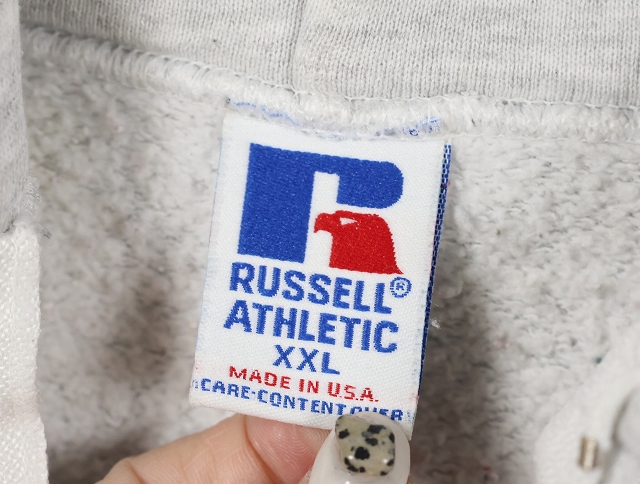 RUSSELL®
ATHLETIC
XXL
MADE IN U.S.A.
CARE-CONTENT OVER